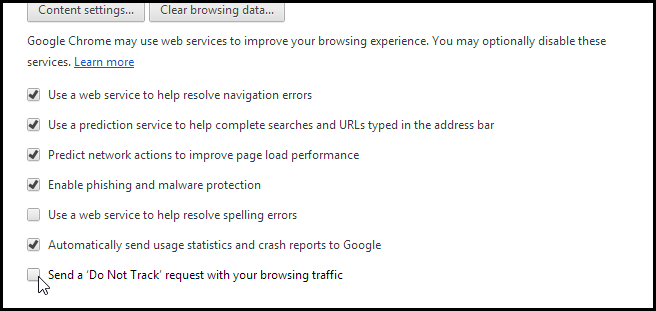 Content settings... Clear browsing data...
Google Chrome may use web services to improve your browsing experience. You may optionally disable these
services. Learn more
Use a web service to help resolve navigation errors
Use a prediction service to help complete searches and URLs typed in the address bar
Predict network actions to improve page load performance
Enable phishing and malware protection
Use a web service to help resolve spelling errors
Automatically send usage statistics and crash reports to Google
Send a ‘Do Not Track’ request with your browsing traffic